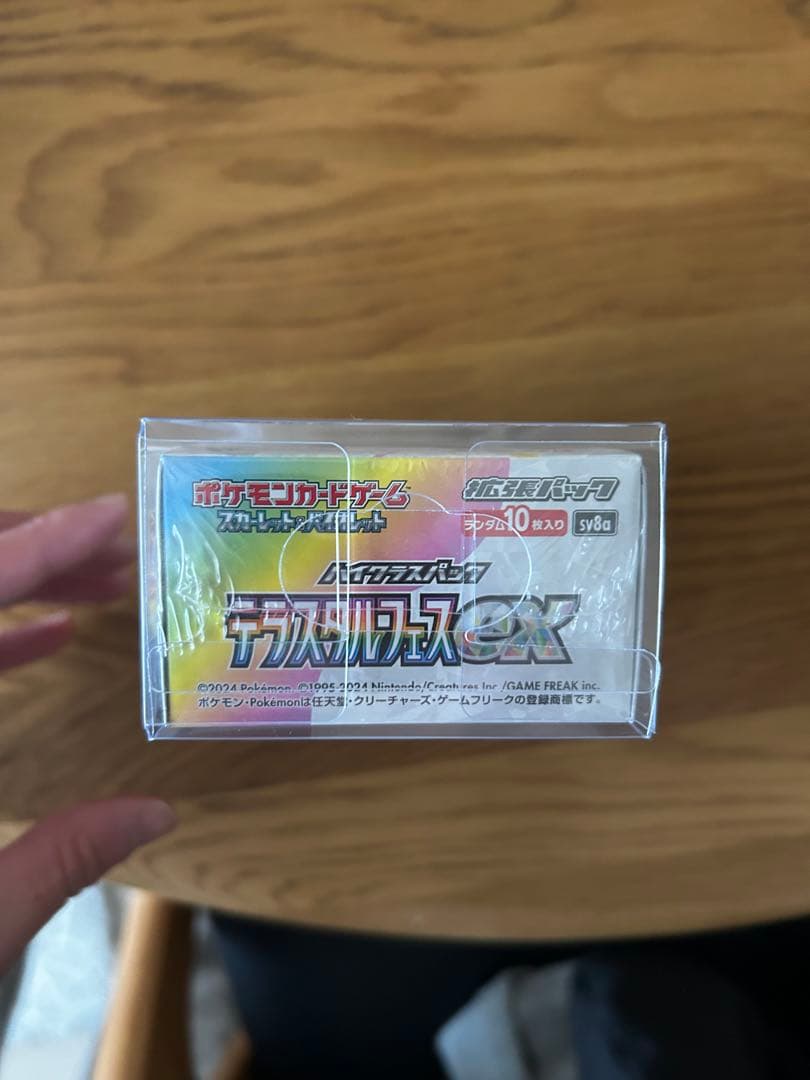 ポケモンカードゲーム 拡張パック
スカーレット&バイオレット ランダム10枚入り sv8a
ハイクラスパック
テラスタルフェスex
©2024 Pokémon. ©1995-2024 Nintendo/Creatures Inc./GAME FREAK inc.
ポケモン・Pokémonは任天堂・クリーチャーズ・ゲームフリークの登録商標です。